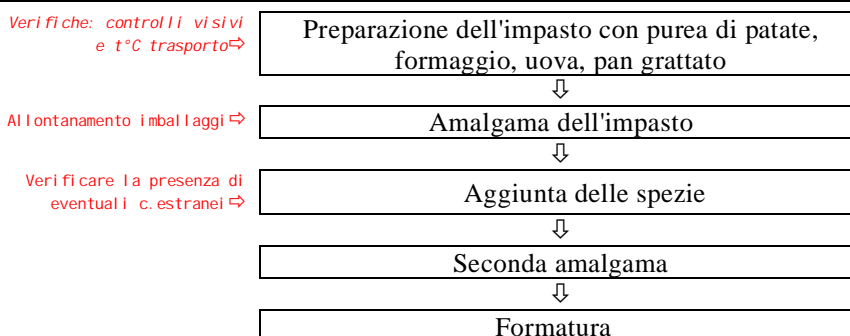 Verifiche: controlli visivi
e t°C trasporto⇨
Preparazione dell'impasto con purea di patate,
formaggio, uova, pan grattato
⇩
Allontanamento imballaggi⇨
Amalgama dell'impasto
⇩
Verificare la presenza di
eventuali c.estranei⇨
Aggiunta delle spezie
⇩
Seconda amalgama
⇩
Formatura